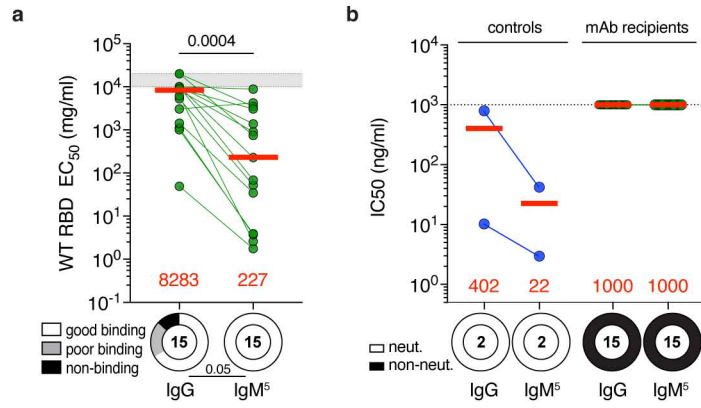 a
0.0004
WT RBD EC50 (mg/ml)
10⁵
10⁴
10³
10²
10¹
10⁰
10⁻¹
8283 227
good binding
poor binding
non-binding
15 15
0.05
IgG IgM⁵
b
controls mAb recipients
IC50 (ng/ml)
10⁴
10³
10²
10¹
10⁰
402 22 1000 1000
neut.
non-neut.
2 2 15 15
IgG IgM⁵ IgG IgM⁵